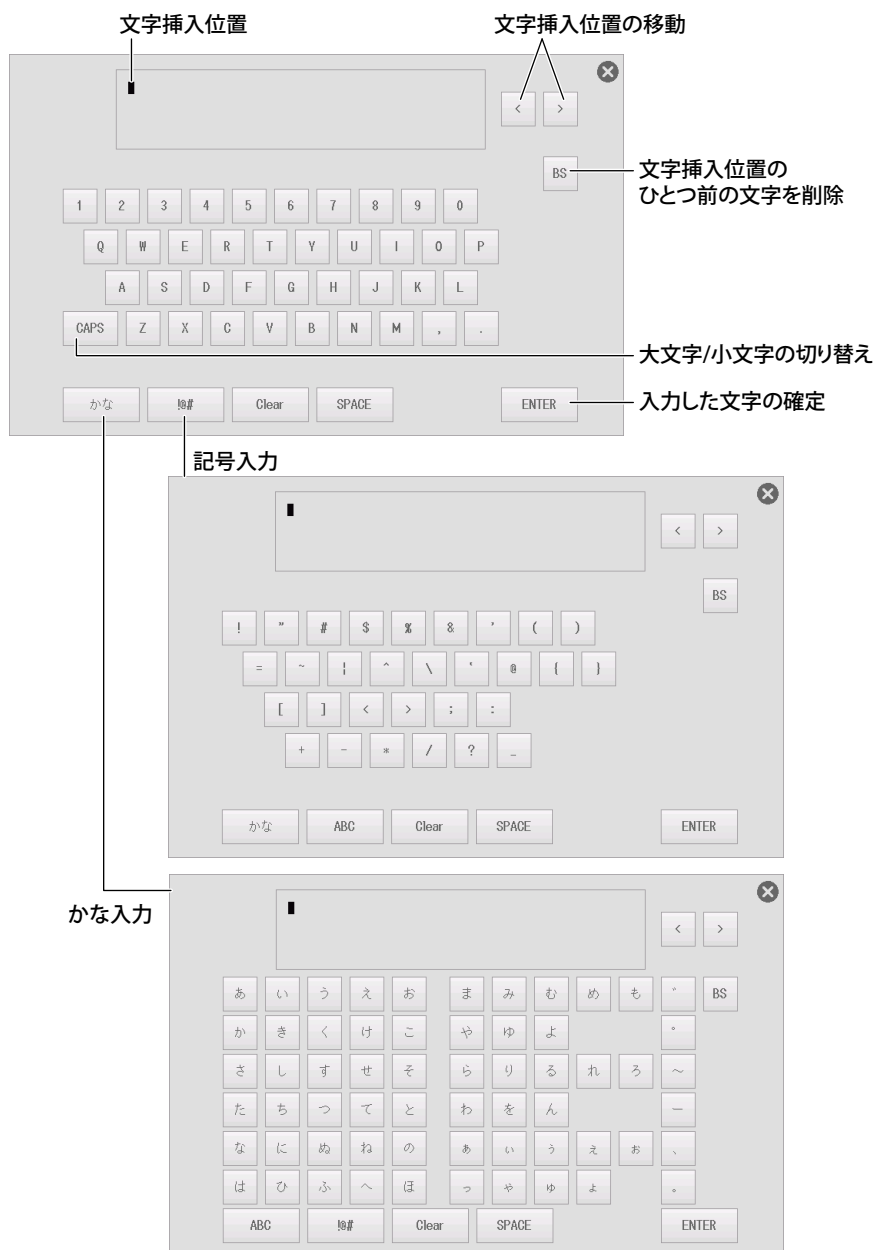 文字挿入位置
文字挿入位置の移動
< >
BS
文字挿入位置の
ひとつ前の文字を削除
1 2 3 4 5 6 7 8 9 0
Q W E R T Y U I O P
A S D F G H J K L
CAPS Z X C V B N M , .
大文字/小文字の切り替え
かな !@# Clear SPACE ENTER
入力した文字の確定
記号入力
< >
BS
! " # $ % & ' ( )
= ~ ¦ ^ \ ` @ { }
[ ] < > ; :
+ - * / ? _
かな ABC Clear SPACE ENTER
かな入力
< >
あ い う え お ま み む め も ゛ BS
か き く け こ や ゆ よ ゜
さ し す せ そ ら り る れ ろ ～
た ち つ て と わ を ん ー
な に ぬ ね の ぁ ぃ ぅ ぇ ぉ 、
は ひ ふ へ ほ っ ゃ ゅ ょ 。
ABC !@# Clear SPACE ENTER